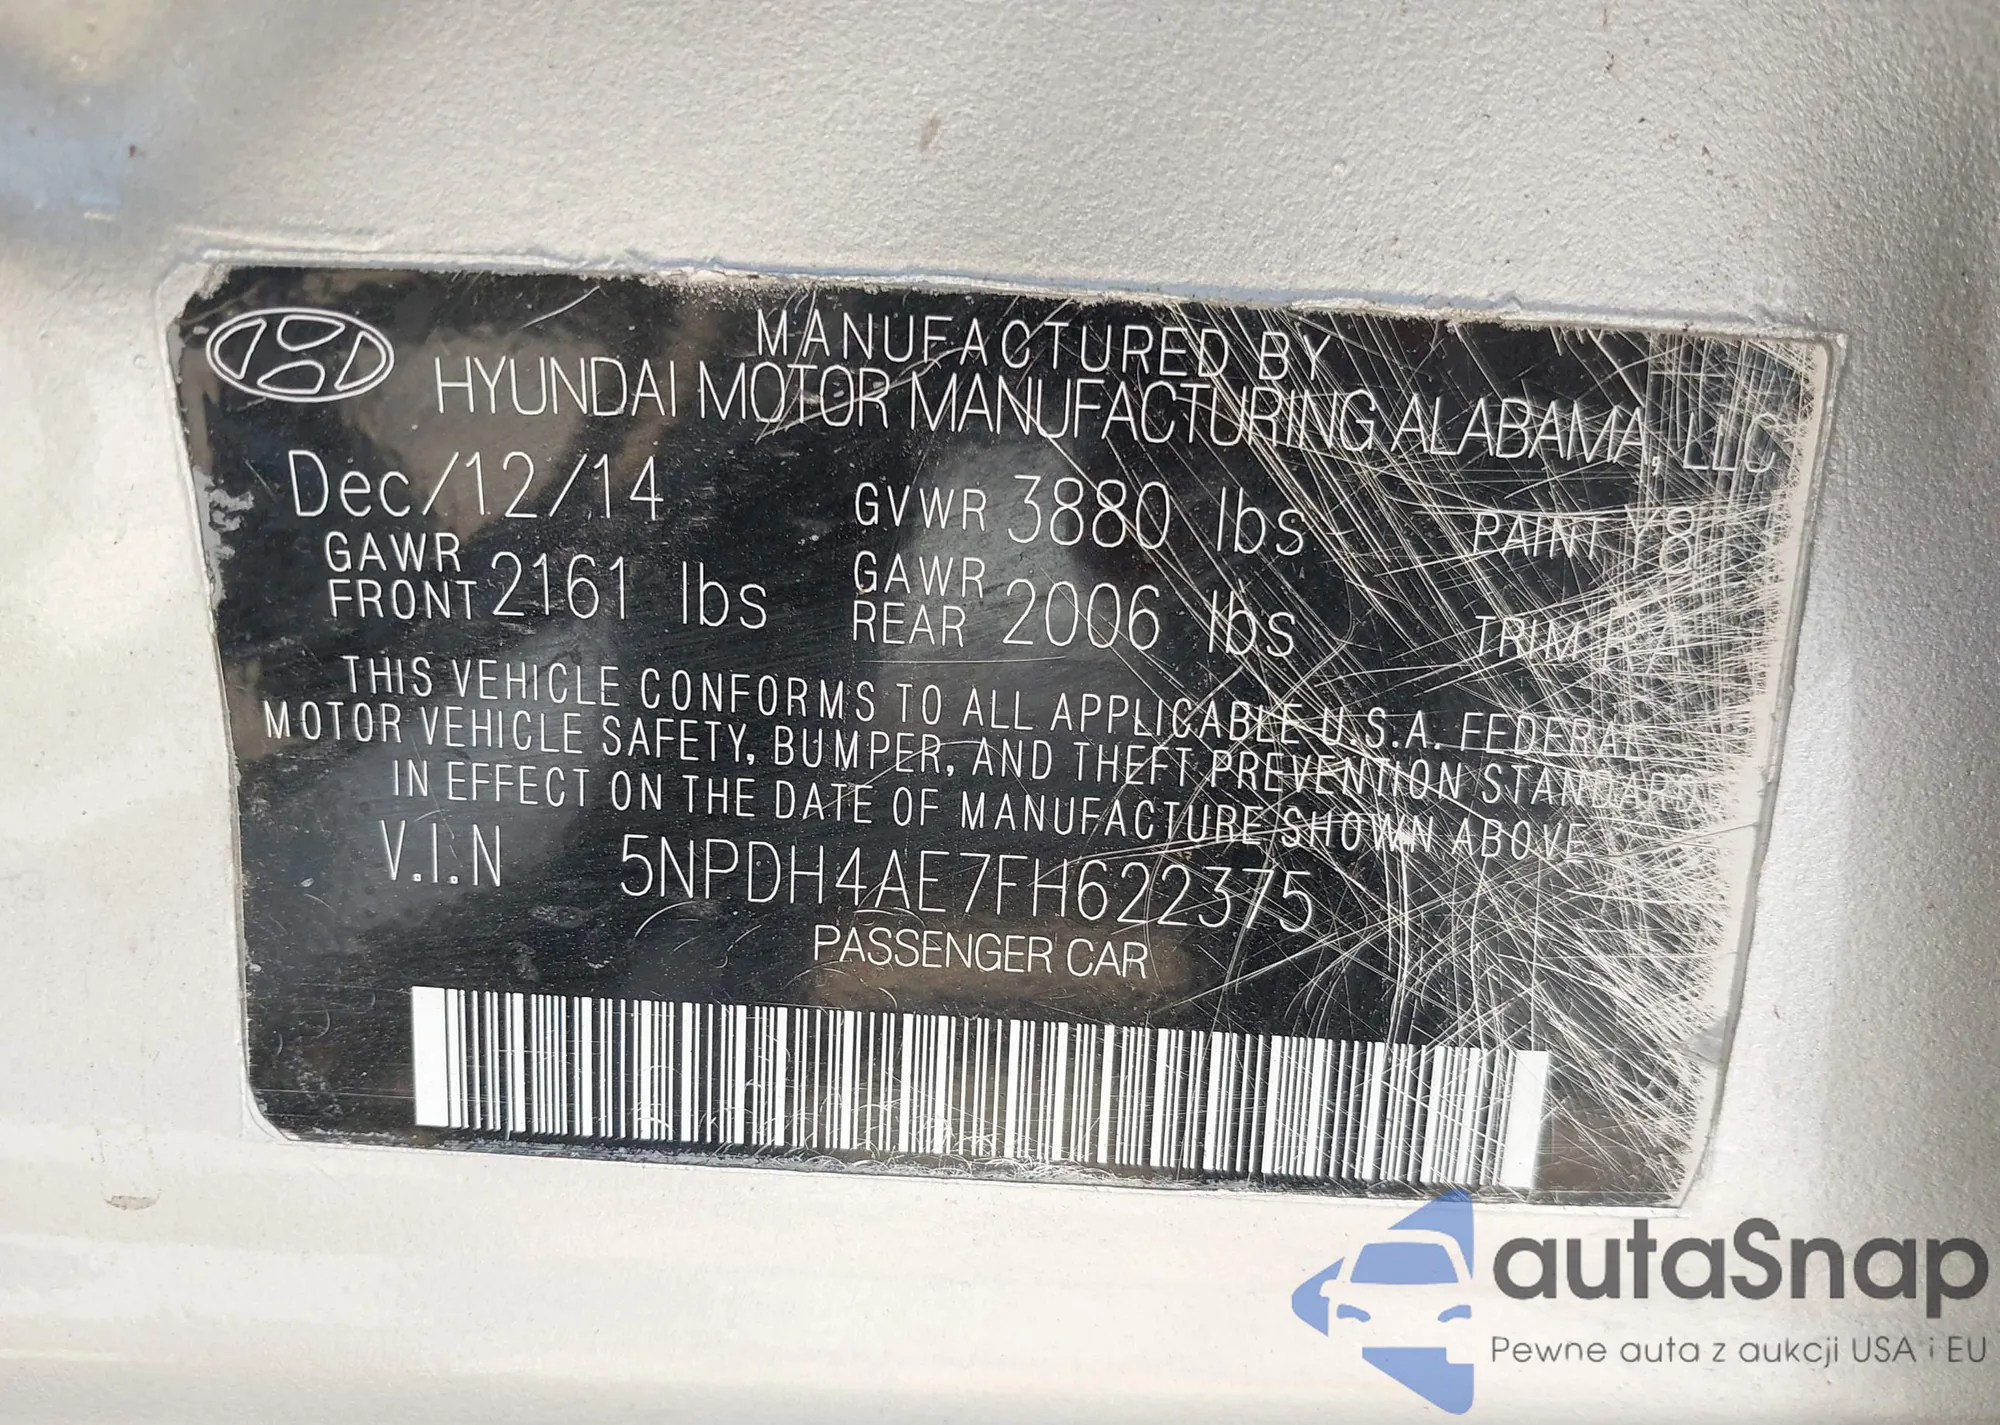 MANUFACTURED BY
HYUNDAI MOTOR MANUFACTURING ALABAMA, LLC
Dec/12/14 GVWR 3880 lbs PAINT Y8
GAWR FRONT 2161 lbs GAWR REAR 2006 lbs TRIM
THIS VEHICLE CONFORMS TO ALL APPLICABLE U.S.A. FEDERAL
MOTOR VEHICLE SAFETY, BUMPER, AND THEFT PREVENTION STANDARDS
IN EFFECT ON THE DATE OF MANUFACTURE SHOWN ABOVE
V.I.N 5NPDH4AE7FH622375
PASSENGER CAR
autaSnap
Pewne auta z aukcji USA i EU